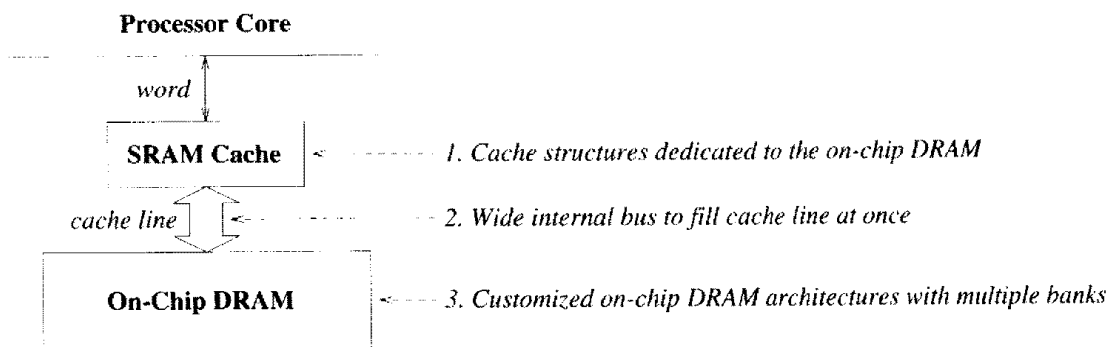 Processor Core
word
SRAM Cache
1. Cache structures dedicated to the on-chip DRAM
cache line
2. Wide internal bus to fill cache line at once
On-Chip DRAM
3. Customized on-chip DRAM architectures with multiple banks